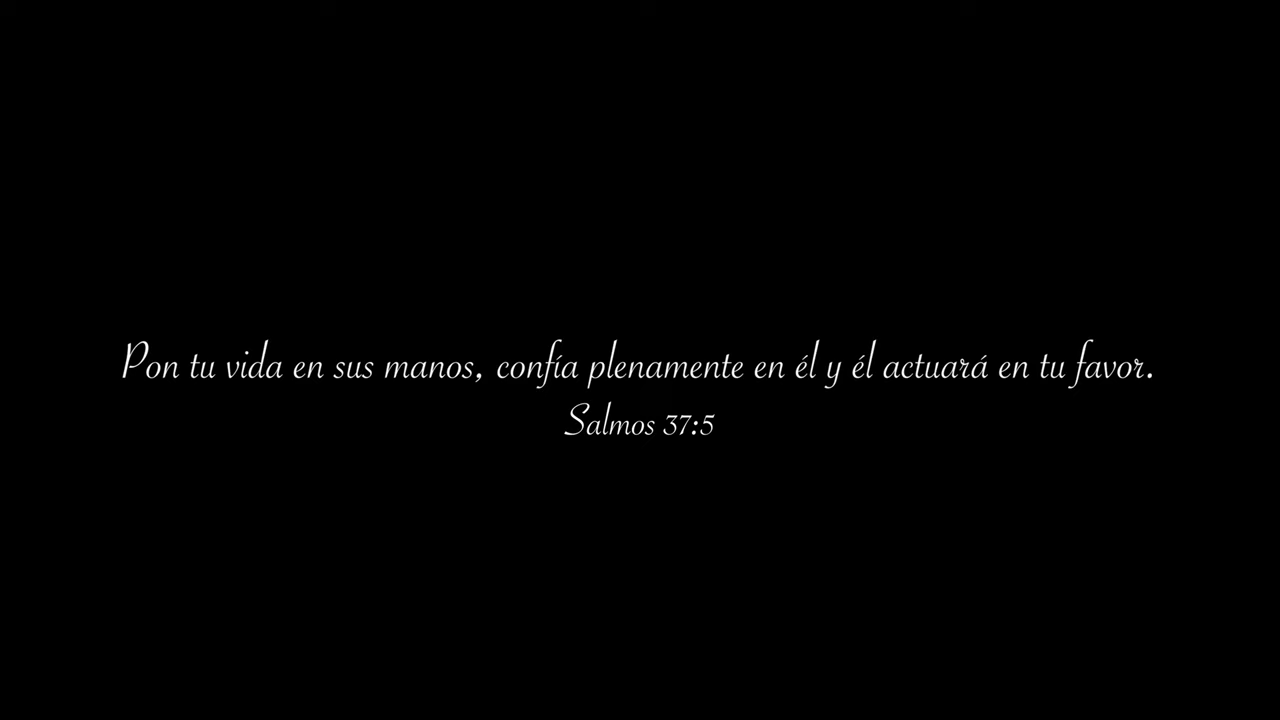 Pon tu vida en sus manos, confía plenamente en él y él actuará en tu favor.
Salmos 37:5